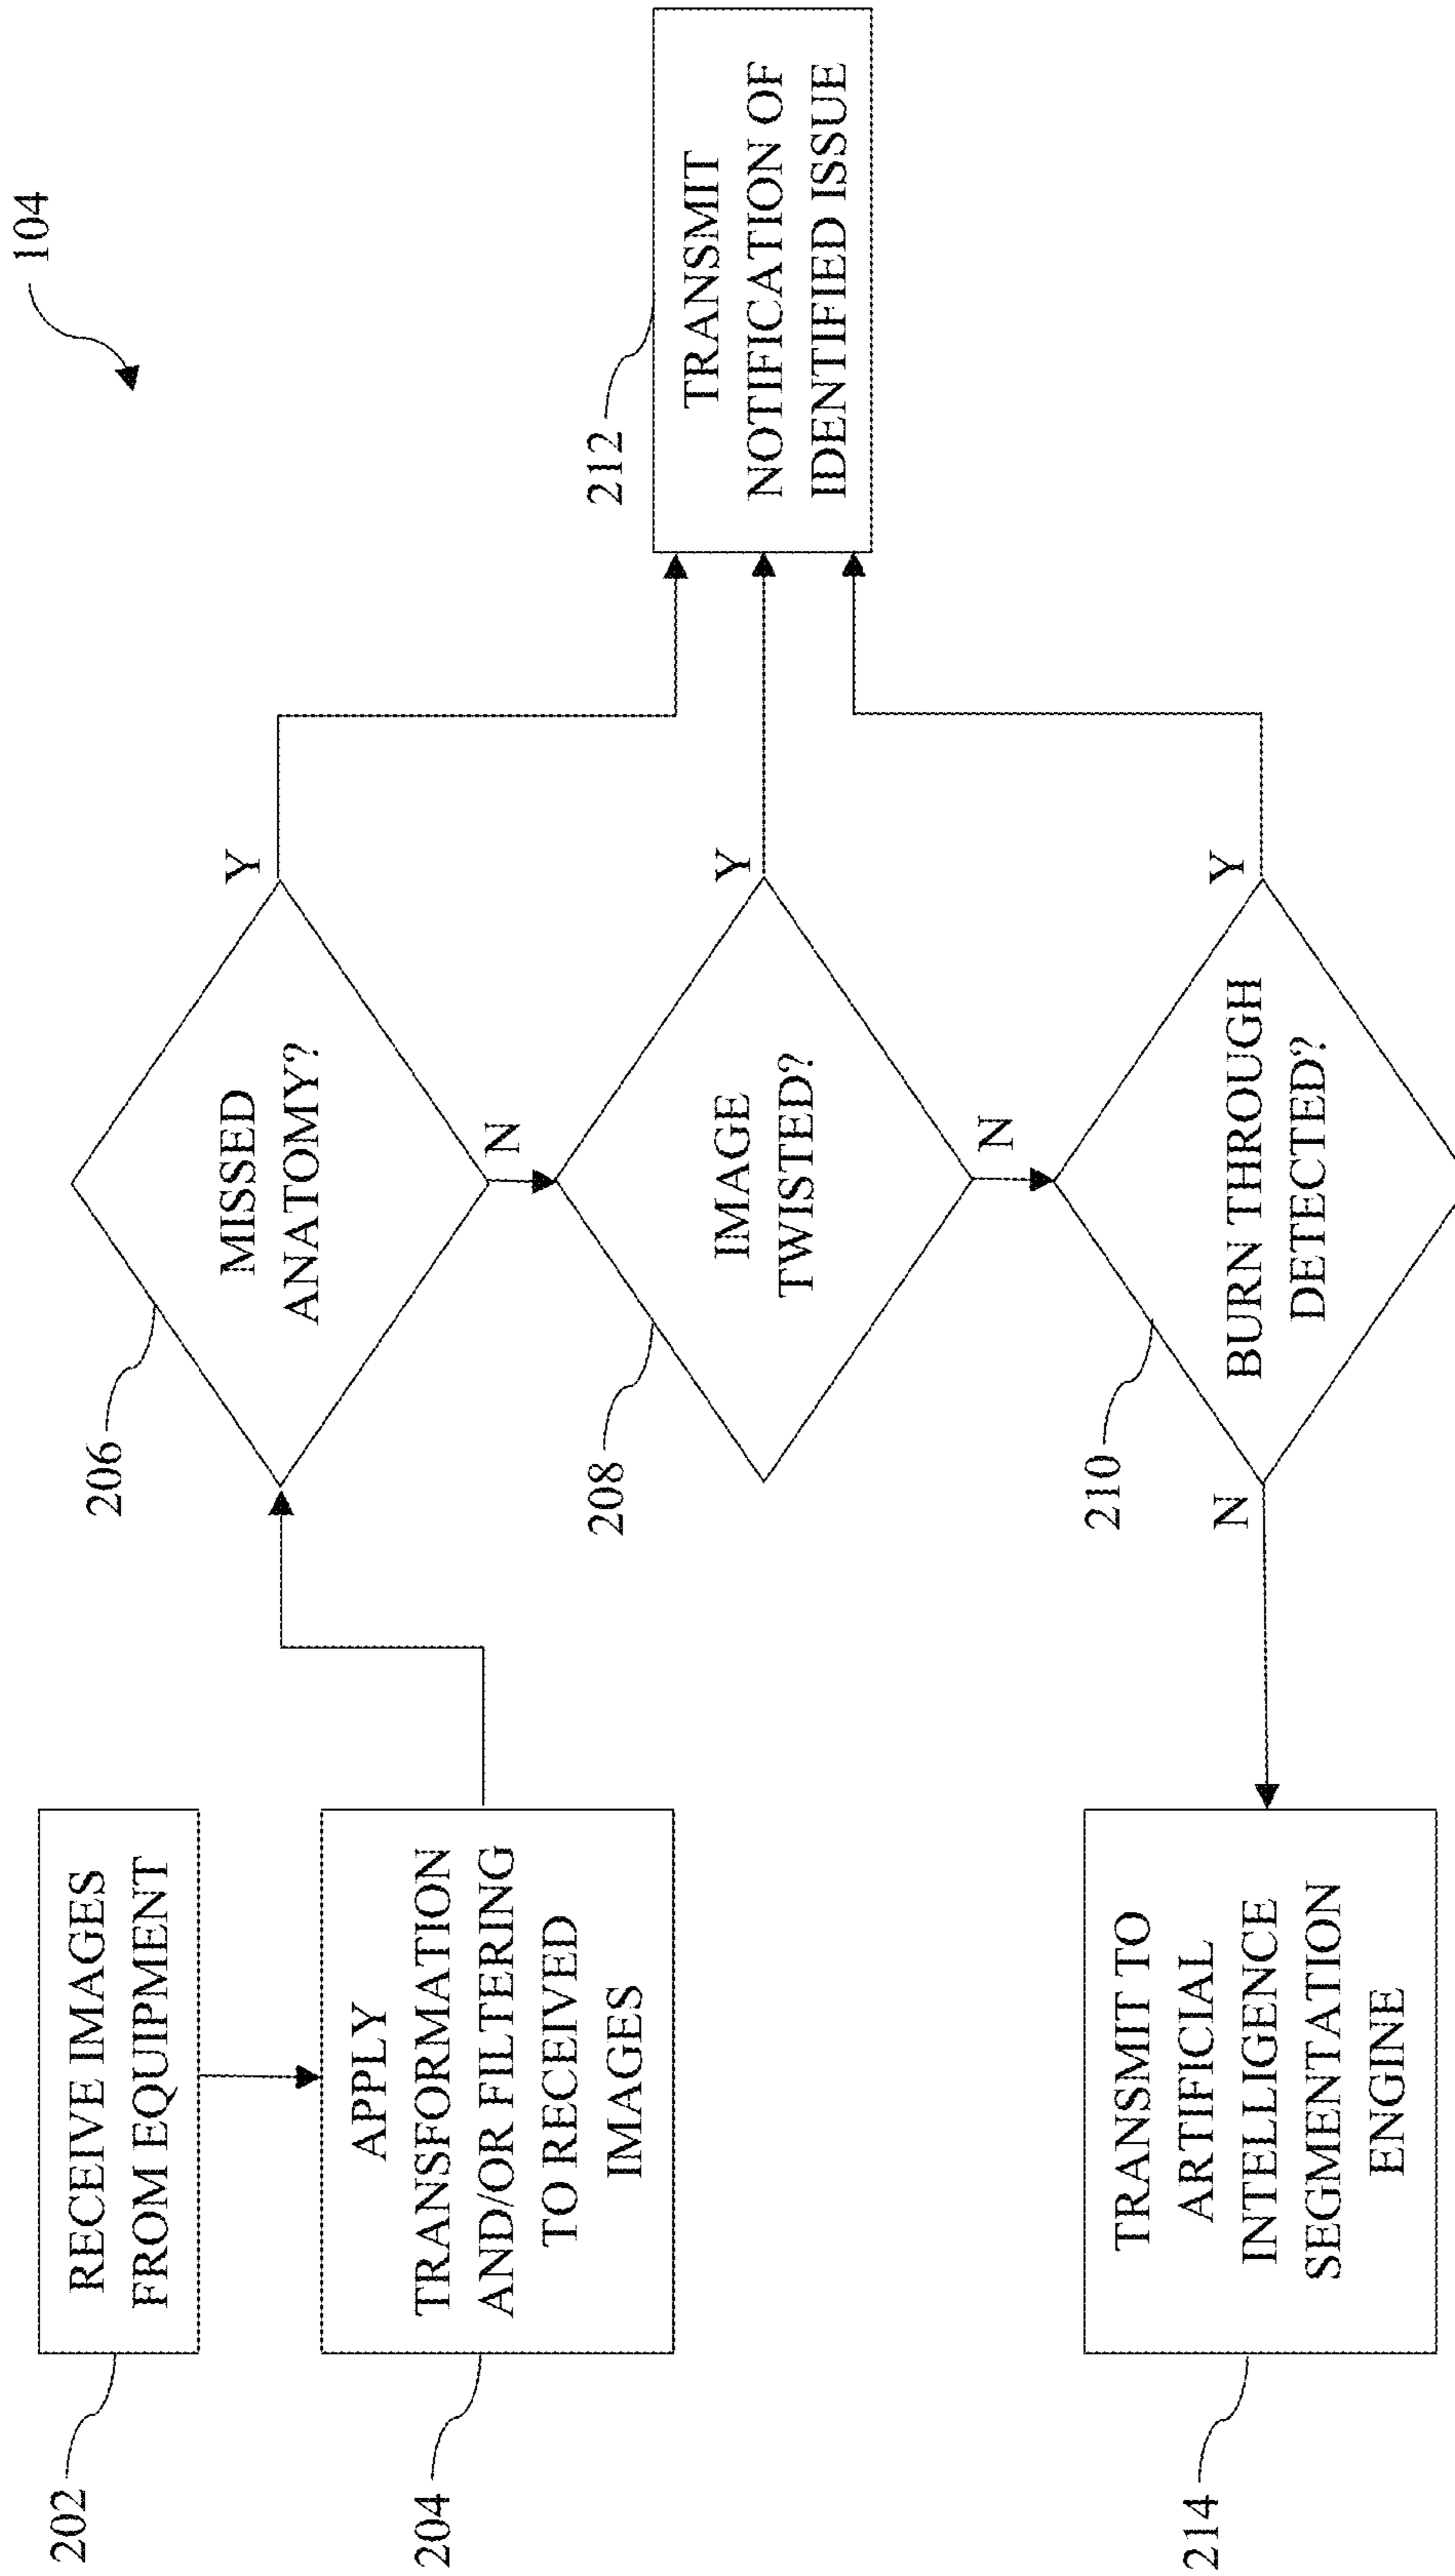 104
202
RECEIVE IMAGES
FROM EQUIPMENT
204
APPLY
TRANSFORMATION
AND/OR FILTERING
TO RECEIVED
IMAGES
206
MISSED
ANATOMY?
Y
N
208
IMAGE
TWISTED?
Y
N
210
BURN THROUGH
DETECTED?
Y
N
212
TRANSMIT
NOTIFICATION OF
IDENTIFIED ISSUE
214
TRANSMIT TO
ARTIFICIAL
INTELLIGENCE
SEGMENTATION
ENGINE